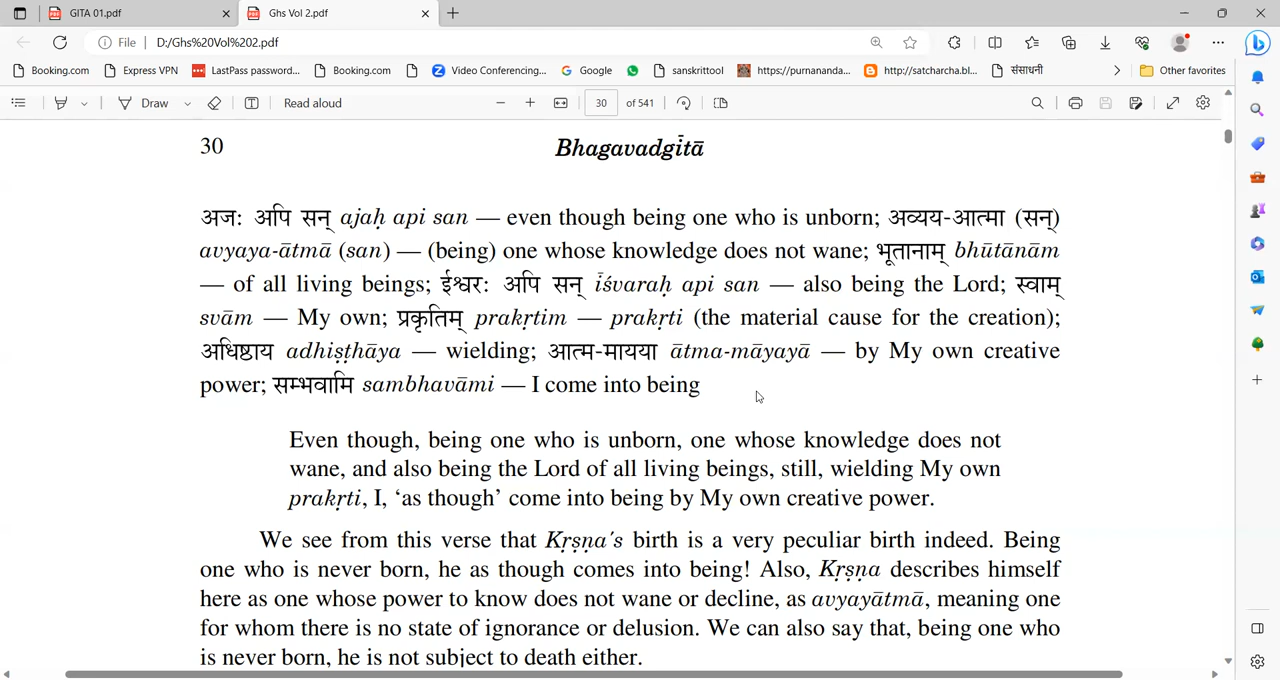 GITA 01.pdf
Ghs Vol 2.pdf
File | D:/Ghs%20Vol%202.pdf
Booking.com Express VPN LastPass password... Booking.com Video Conferencing... Google sanskrittool https://purnananda... http://satcharcha.bl... संसाधनी Other favorites
Draw Read aloud 30 of 541
30 Bhagavadgītā
अज: अपि सन् ajaḥ api san — even though being one who is unborn; अव्यय-आत्मा (सन्)
avyaya-ātmā (san) — (being) one whose knowledge does not wane; भूतानाम् bhūtānām
— of all living beings; ईश्वर: अपि सन् īśvaraḥ api san — also being the Lord; स्वाम्
svām — My own; प्रकृतिम् prakṛtim — prakṛti (the material cause for the creation);
अधिष्ठाय adhiṣṭhāya — wielding; आत्म-मायया ātma-māyayā — by My own creative
power; सम्भवामि sambhavāmi — I come into being
Even though, being one who is unborn, one whose knowledge does not
wane, and also being the Lord of all living beings, still, wielding My own
prakṛti, I, ‘as though’ come into being by My own creative power.
We see from this verse that Kṛṣṇa's birth is a very peculiar birth indeed. Being
one who is never born, he as though comes into being! Also, Kṛṣṇa describes himself
here as one whose power to know does not wane or decline, as avyayātmā, meaning one
for whom there is no state of ignorance or delusion. We can also say that, being one who
is never born, he is not subject to death either.